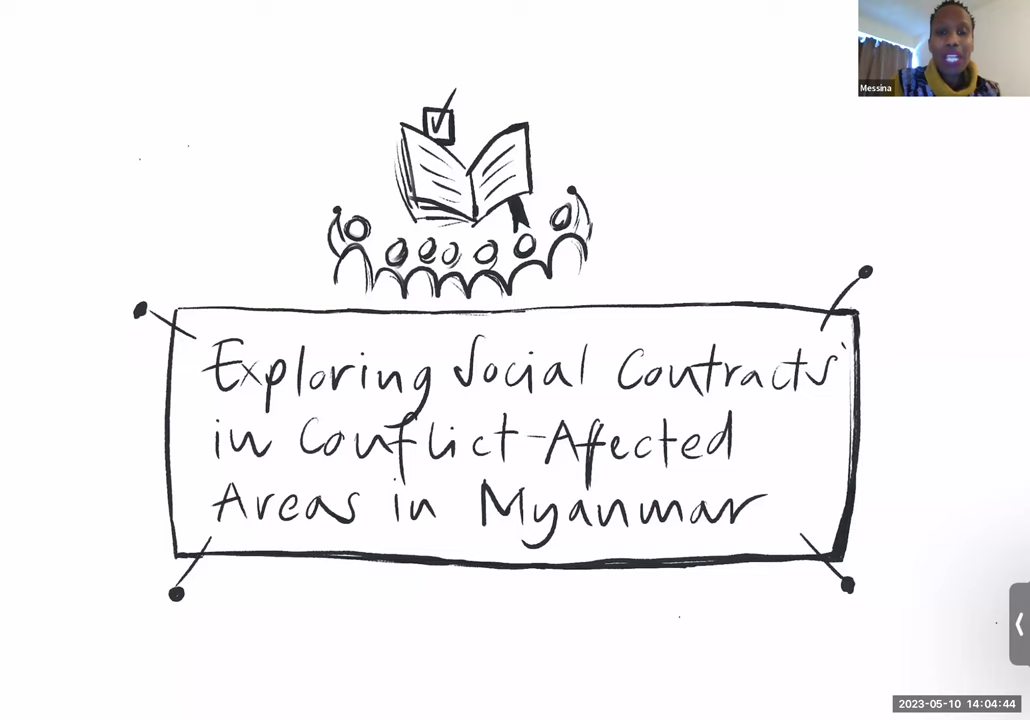 Messina
Exploring Social Contracts
in Conflict-Affected
Areas in Myanmar
2023-05-10 14:04:44